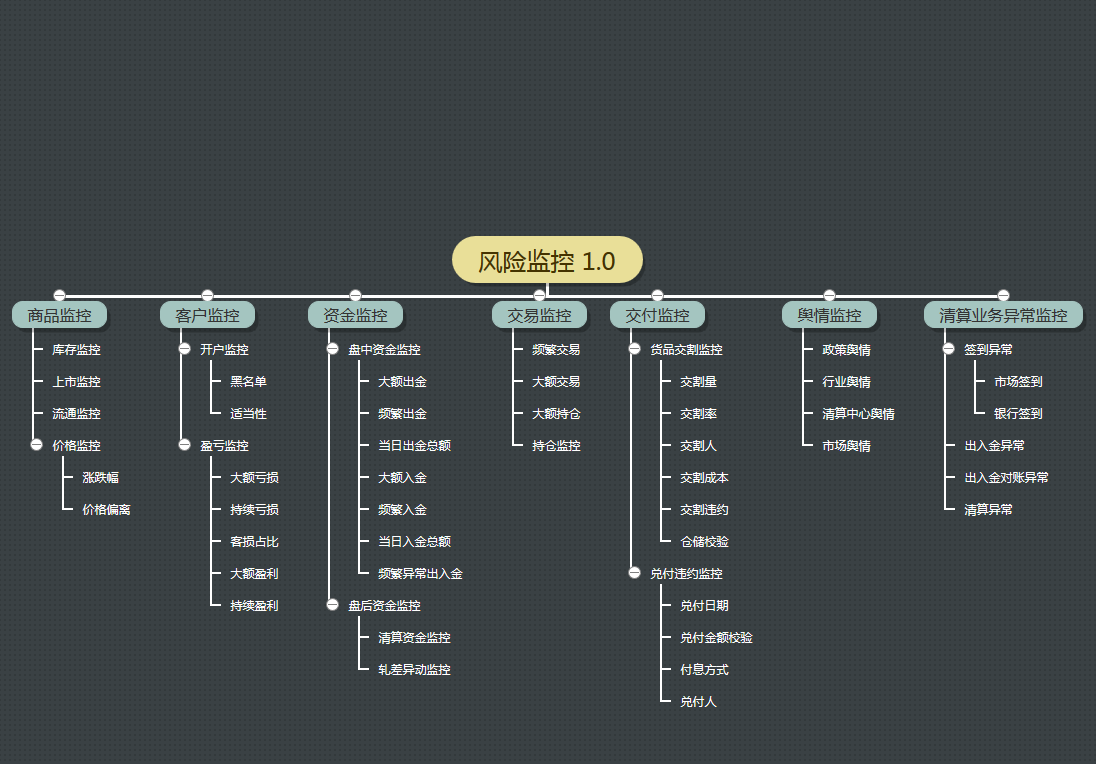 风险监控 1.0
商品监控
库存监控
上市监控
流通监控
价格监控
涨跌幅
价格偏离
客户监控
开户监控
黑名单
适当性
盈亏监控
大额亏损
持续亏损
客损占比
大额盈利
持续盈利
资金监控
盘中资金监控
大额出金
频繁出金
当日出金总额
大额入金
频繁入金
当日入金总额
频繁异常出入金
盘后资金监控
清算资金监控
轧差异动监控
交易监控
频繁交易
大额交易
大额持仓
持仓监控
交付监控
货品交割监控
交割量
交割率
交割人
交割成本
交割违约
仓储校验
兑付违约监控
兑付日期
兑付金额校验
付息方式
兑付人
舆情监控
政策舆情
行业舆情
清算中心舆情
市场舆情
清算业务异常监控
签到异常
市场签到
银行签到
出入金异常
出入金对账异常
清算异常